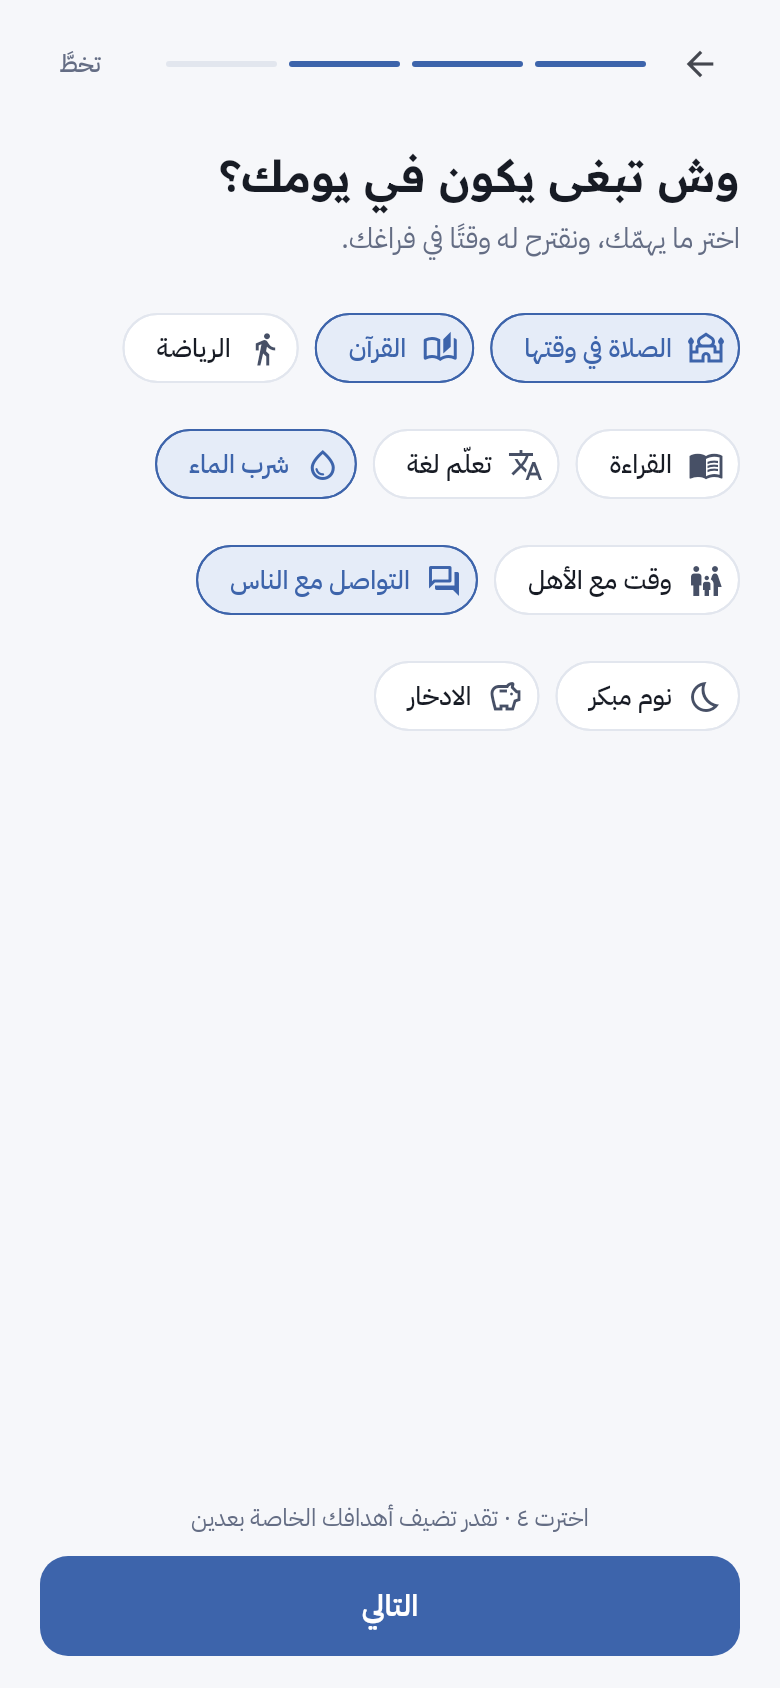 تخطَّ
وش تبغى يكون في يومك؟
اختر ما يهمّك، ونقترح له وقتًا في فراغك.
الصلاة في وقتها القرآن الرياضة
القراءة تعلّم لغة شرب الماء
وقت مع الأهل التواصل مع الناس
نوم مبكر الادخار
اخترت ٤ · تقدر تضيف أهدافك الخاصة بعدين
التالي